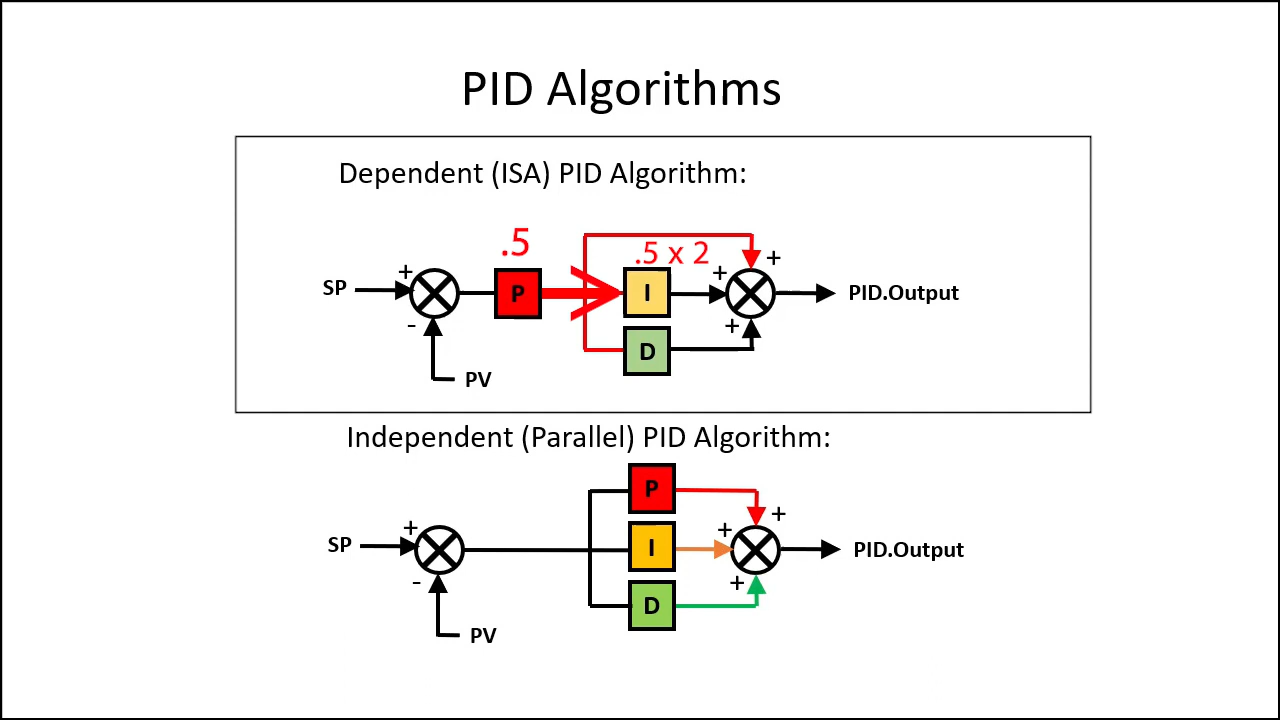 PID Algorithms
Dependent (ISA) PID Algorithm:
.5
.5 x 2
+
+
+
SP
P
I
PID.Output
-
+
D
PV
Independent (Parallel) PID Algorithm:
P
+
+
+
SP
I
PID.Output
-
+
D
PV